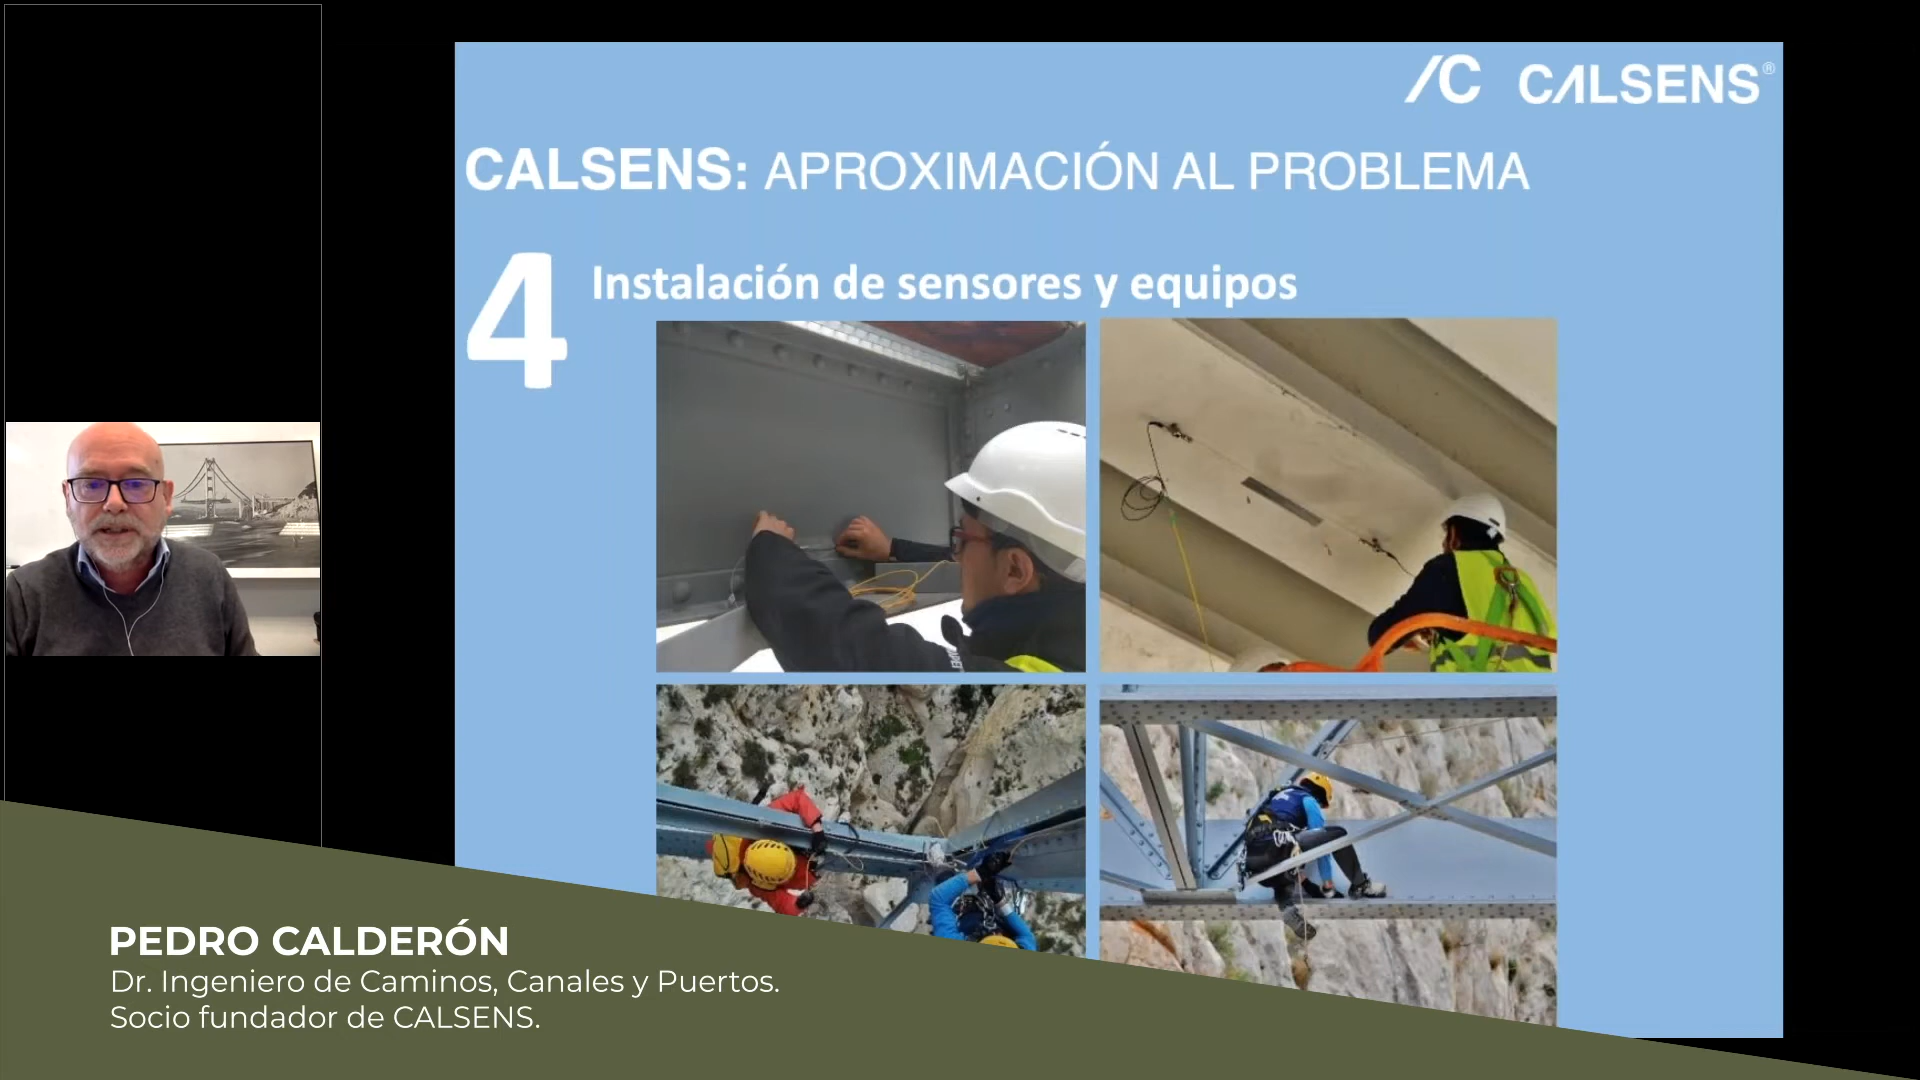 /C CALSENS®
CALSENS: APROXIMACIÓN AL PROBLEMA
4 Instalación de sensores y equipos
PEDRO CALDERÓN
Dr. Ingeniero de Caminos, Canales y Puertos.
Socio fundador de CALSENS.